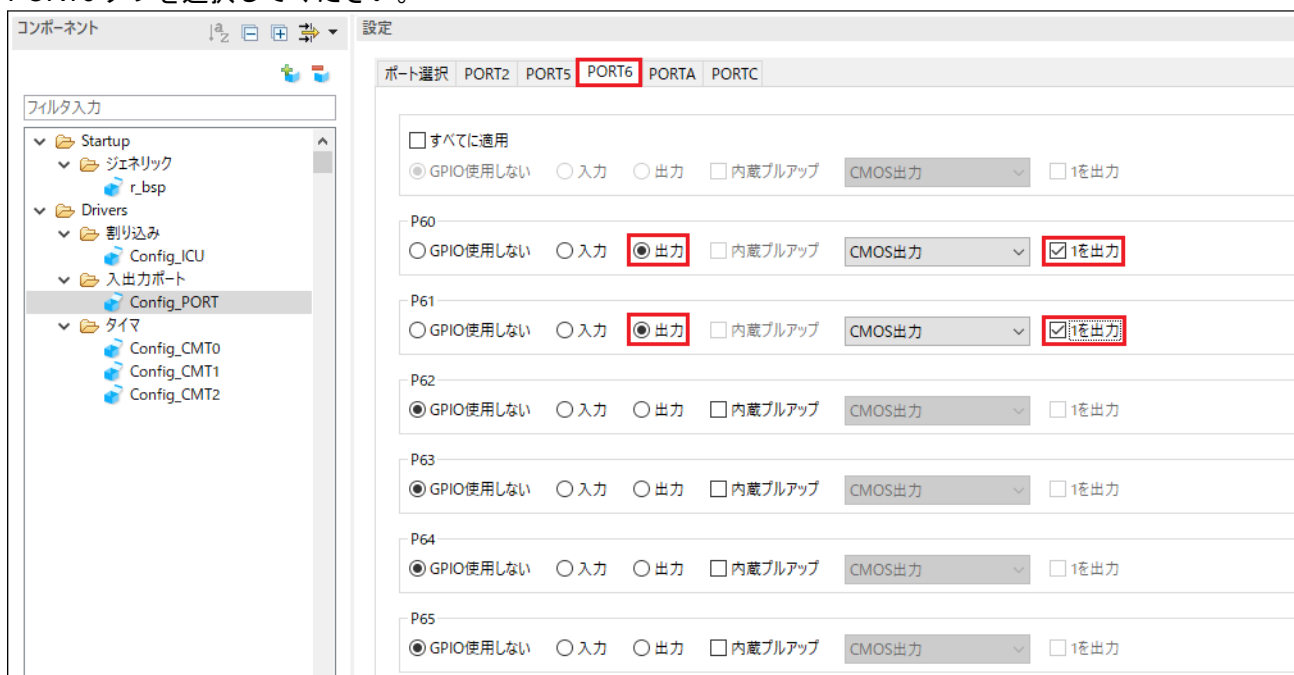 コンポーネント
設定
ポート選択 PORT2 PORT5 PORT6 PORTA PORTC
フィルタ入力
Startup
ジェネリック
r_bsp
Drivers
割り込み
Config_ICU
入出力ポート
Config_PORT
タイマ
Config_CMT0
Config_CMT1
Config_CMT2
すべてに適用
GPIO使用しない 入力 出力 内蔵プルアップ CMOS出力 1を出力
P60
GPIO使用しない 入力 出力 内蔵プルアップ CMOS出力 1を出力
P61
GPIO使用しない 入力 出力 内蔵プルアップ CMOS出力 1を出力
P62
GPIO使用しない 入力 出力 内蔵プルアップ CMOS出力 1を出力
P63
GPIO使用しない 入力 出力 内蔵プルアップ CMOS出力 1を出力
P64
GPIO使用しない 入力 出力 内蔵プルアップ CMOS出力 1を出力
P65
GPIO使用しない 入力 出力 内蔵プルアップ CMOS出力 1を出力